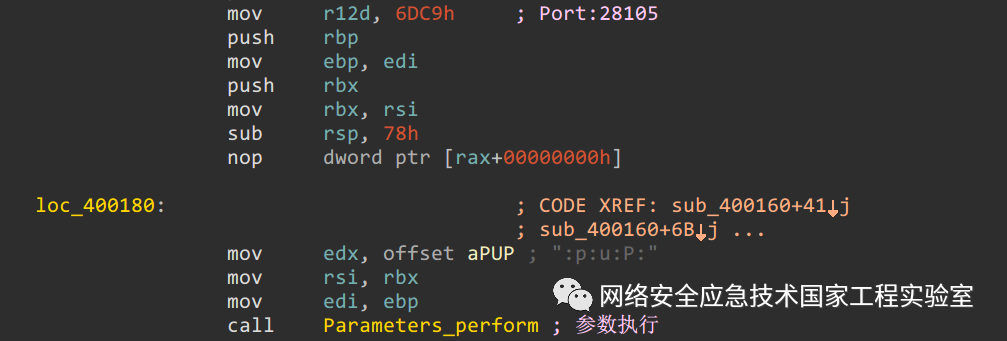 mov r12d, 6DC9h ; Port:28105
push rbp
mov ebp, edi
push rbx
mov rbx, rsi
sub rsp, 78h
nop dword ptr [rax+00000000h]
loc_400180: ; CODE XREF: sub_400160+41↓j
; sub_400160+6B↓j ...
mov edx, offset aPUP ; ":p:u:P:"
mov rsi, rbx
mov edi, ebp
call Parameters_perform ; 参数执行
网络安全应急技术国家工程实验室